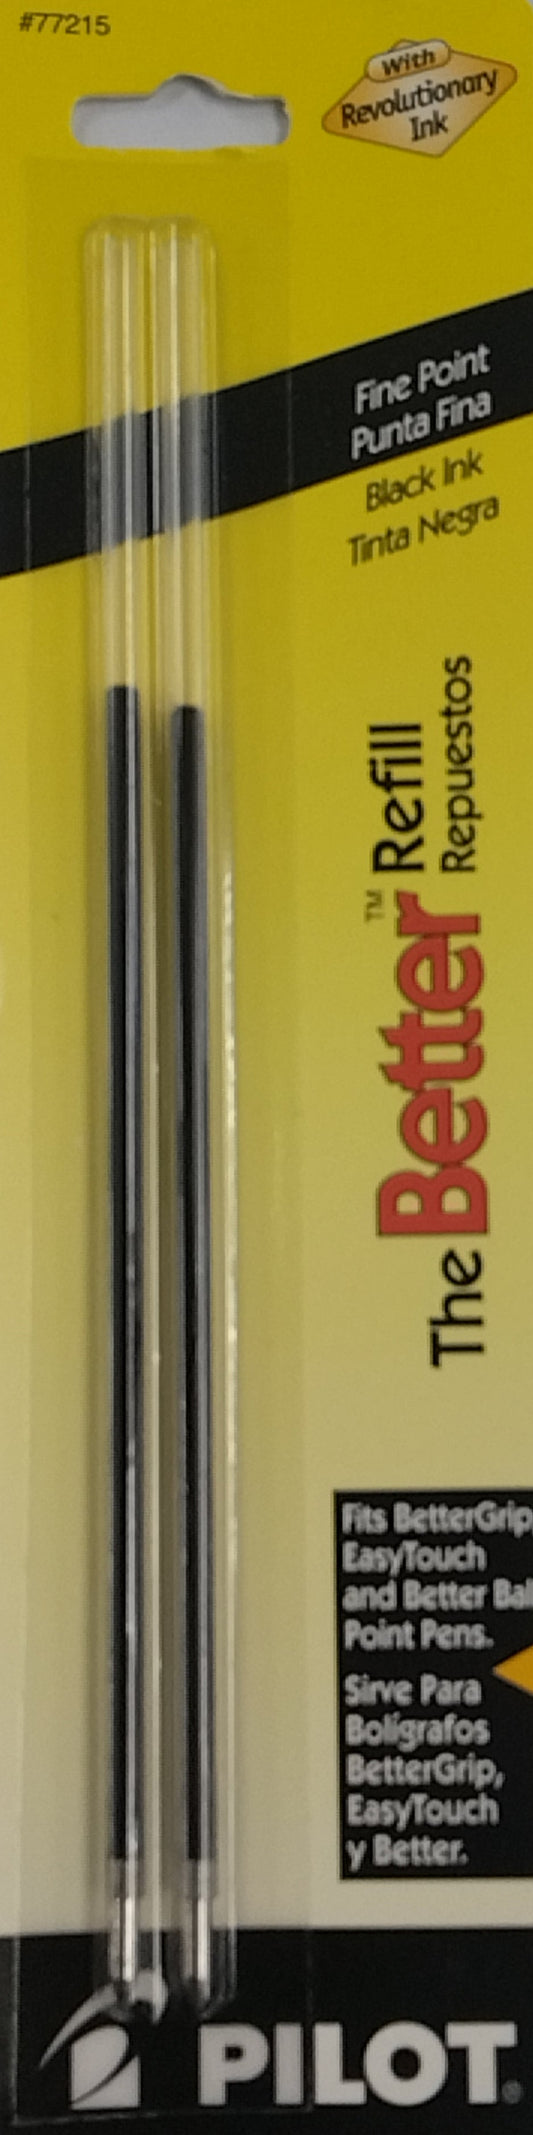 #77215
With
Revolutionary
Ink
Fine Point
Punta Fina
Black Ink
Tinta Negra
The Better™ Refill
Repuestos
Fits BetterGrip
EasyTouch
and Better Bal
Point Pens.
Sirve Para
Bolígrafos
BetterGrip,
EasyTouch
y Better.
PILOT®